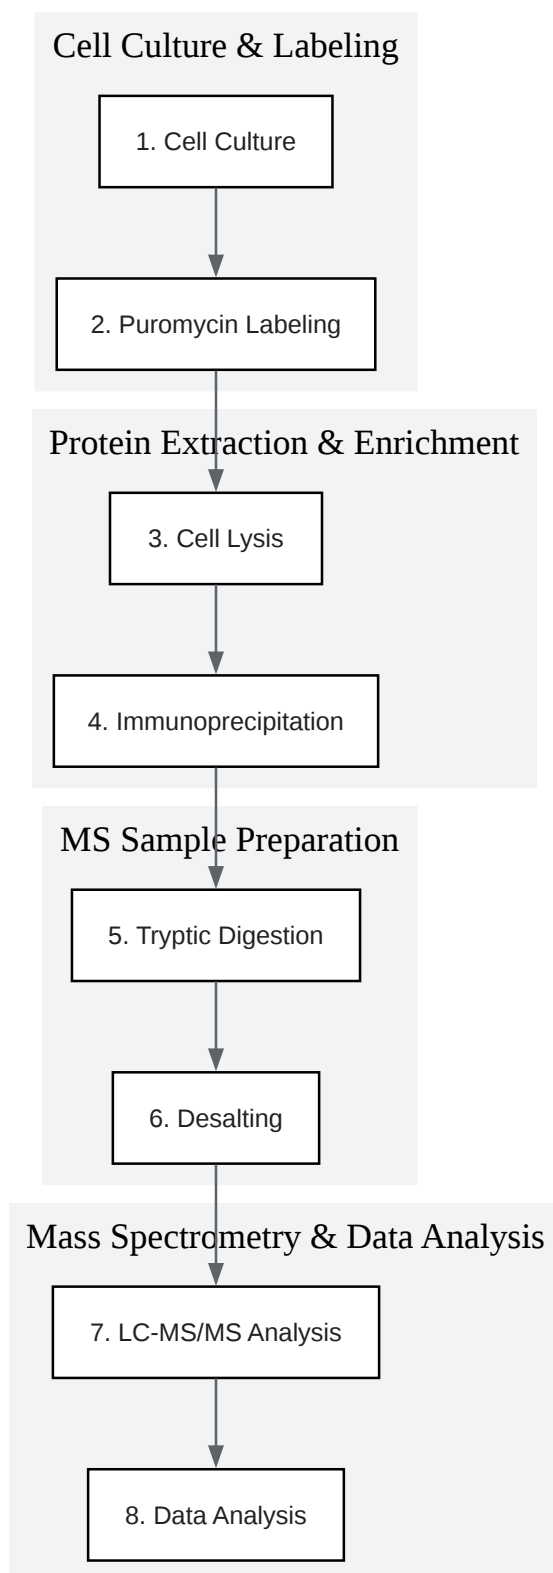 Cell Culture & Labeling
1. Cell Culture
2. Puromycin Labeling
Protein Extraction & Enrichment
3. Cell Lysis
4. Immunoprecipitation
MS Sample Preparation
5. Tryptic Digestion
6. Desalting
Mass Spectrometry & Data Analysis
7. LC-MS/MS Analysis
8. Data Analysis